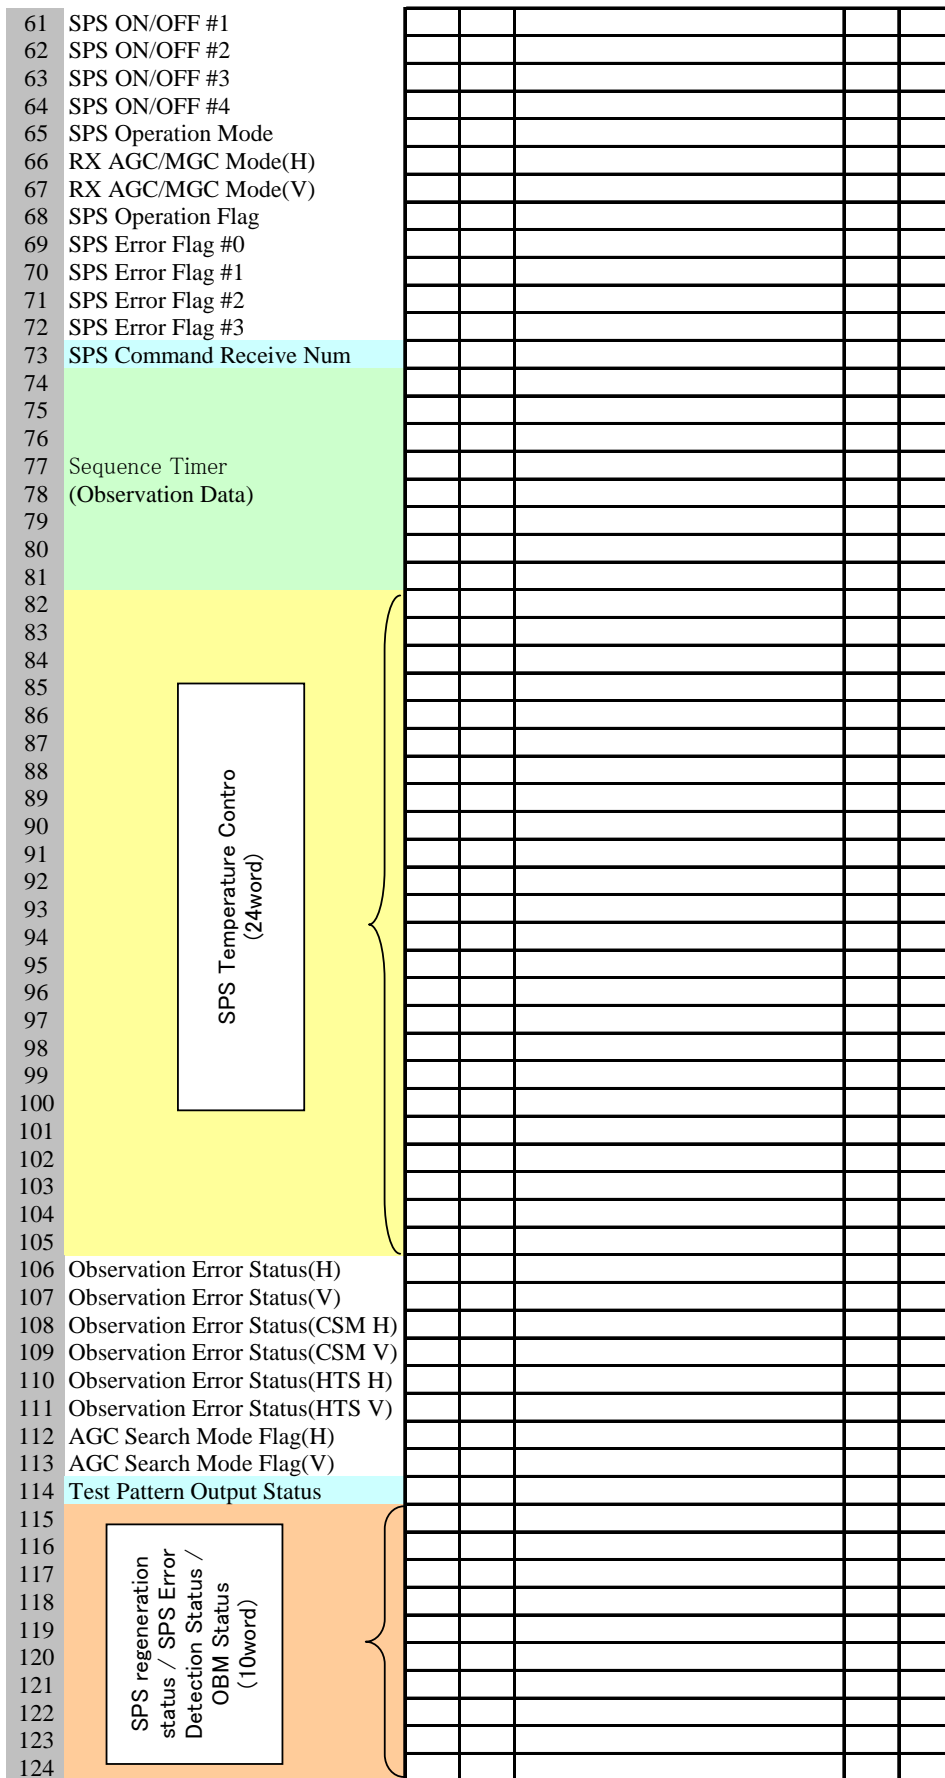 61 SPS ON/OFF #1
62 SPS ON/OFF #2
63 SPS ON/OFF #3
64 SPS ON/OFF #4
65 SPS Operation Mode
66 RX AGC/MGC Mode(H)
67 RX AGC/MGC Mode(V)
68 SPS Operation Flag
69 SPS Error Flag #0
70 SPS Error Flag #1
71 SPS Error Flag #2
72 SPS Error Flag #3
73 SPS Command Receive Num
74
75
76
77 Sequence Timer
78 (Observation Data)
79
80
81
82
83
84
85
86
87
88
89
90
91
92
93
94
95
96
97
98
99
100
101
102
103
104
105
SPS Temperature Contro
(24word)
106 Observation Error Status(H)
107 Observation Error Status(V)
108 Observation Error Status(CSM H)
109 Observation Error Status(CSM V)
110 Observation Error Status(HTS H)
111 Observation Error Status(HTS V)
112 AGC Search Mode Flag(H)
113 AGC Search Mode Flag(V)
114 Test Pattern Output Status
115
116
117
118
119
120
121
122
123
124
SPS regeneration
status / SPS Error
Detection Status /
OBM Status
(10word)